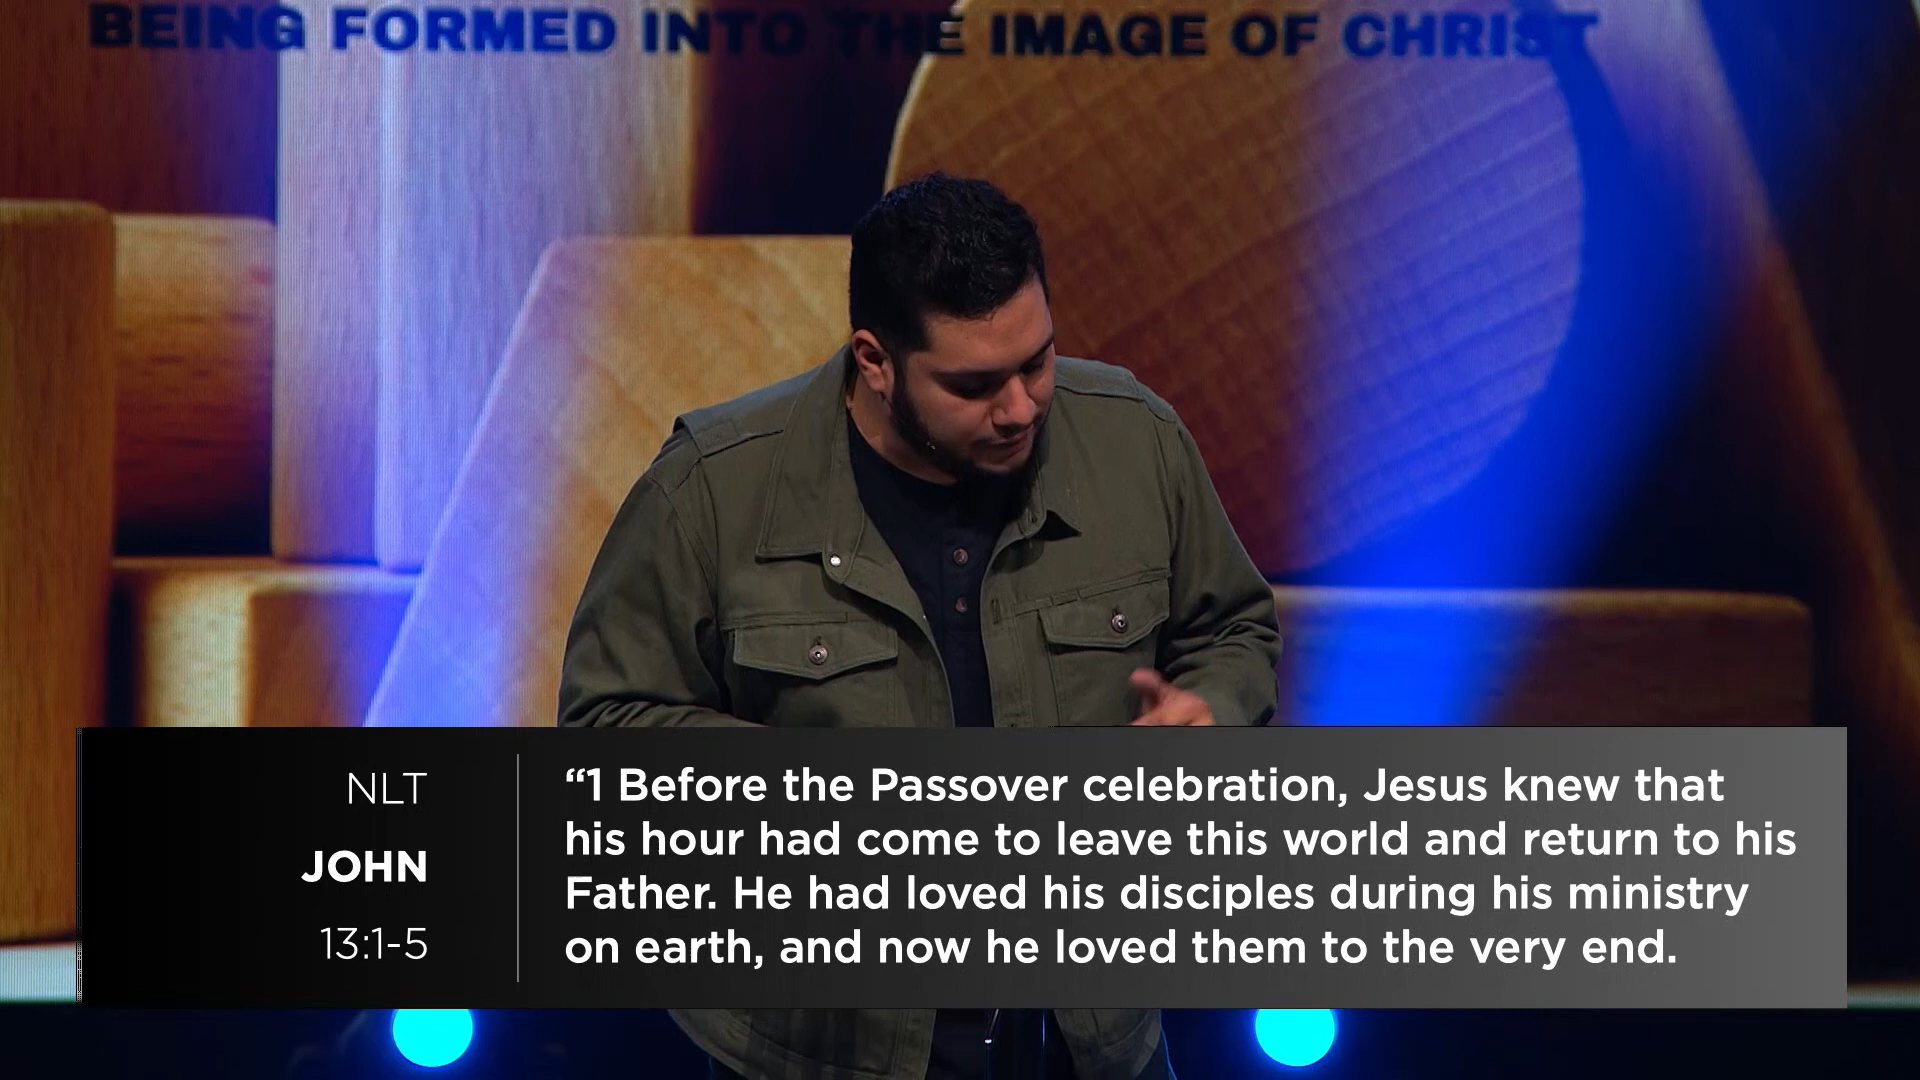 BEING FORMED INTO THE IMAGE OF CHRIST
NLT
JOHN
13:1-5
“1 Before the Passover celebration, Jesus knew that
his hour had come to leave this world and return to his
Father. He had loved his disciples during his ministry
on earth, and now he loved them to the very end.